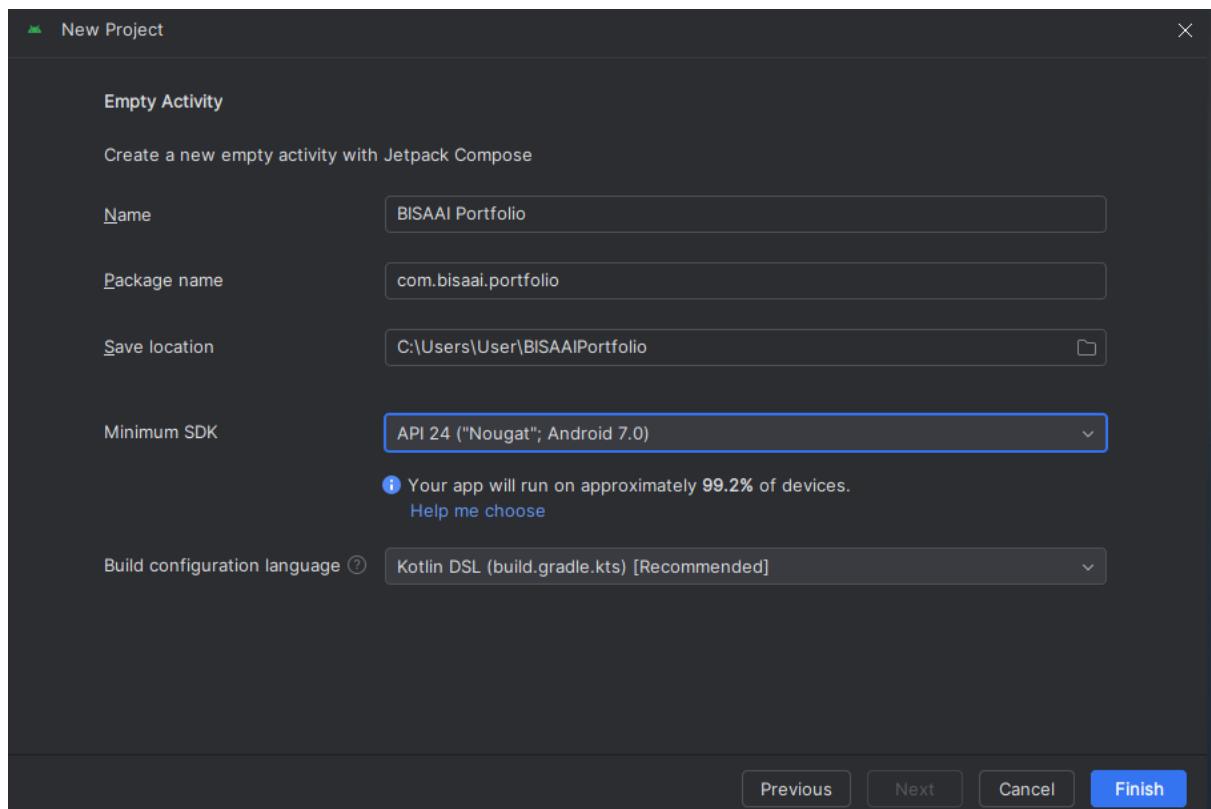 New Project
Empty Activity
Create a new empty activity with Jetpack Compose
Name
BISAAI Portfolio
Package name
com.bisaai.portfolio
Save location
C:\Users\User\BISAAIPortfolio
Minimum SDK
API 24 ("Nougat"; Android 7.0)
Your app will run on approximately 99.2% of devices.
Help me choose
Build configuration language
Kotlin DSL (build.gradle.kts) [Recommended]
Previous Next Cancel Finish